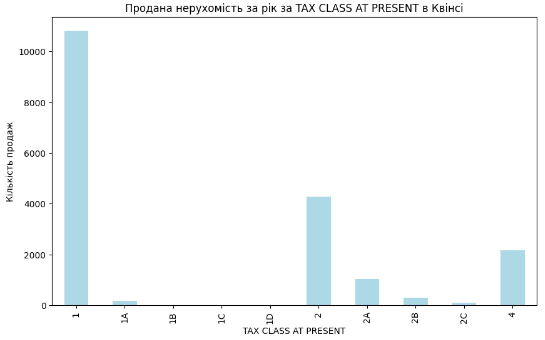 Продана нерухомість за рік за TAX CLASS AT PRESENT в Квінсі
Кількість продаж
10000
8000
6000
4000
2000
0
1
1A
1B
1C
1D
2
2A
2B
2C
4
TAX CLASS AT PRESENT